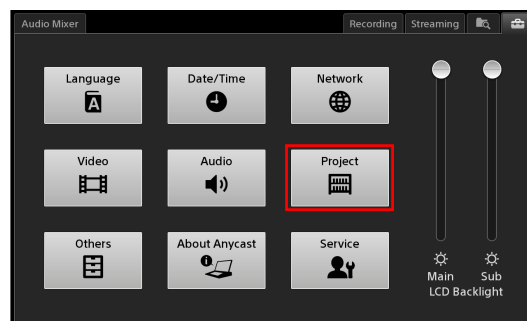 Audio Mixer
Recording
Streaming
Language
A
Date/Time
Network
Video
Audio
Project
Others
About Anycast
Service
Main
Sub
LCD Backlight